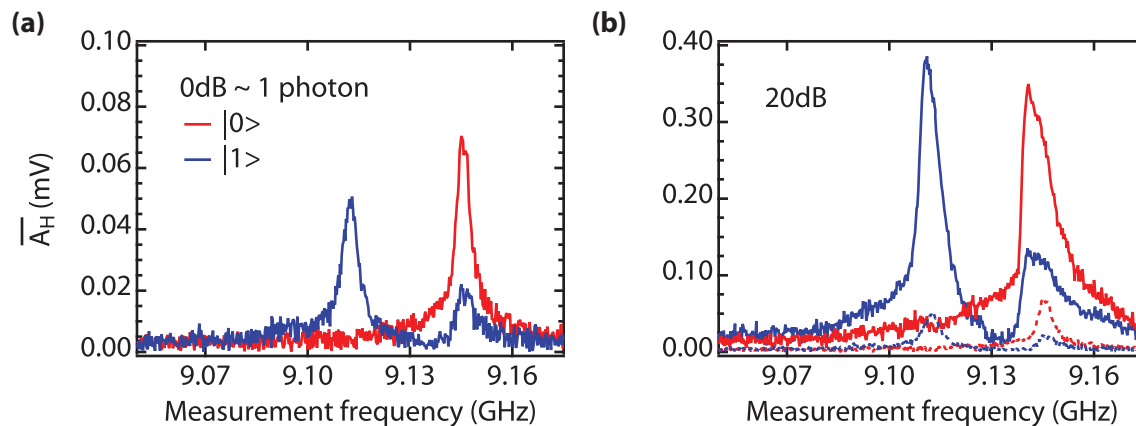 (a)
0.10
0.08
0.06
0.04
0.02
0.00
A̅H (mV)
0dB ~ 1 photon
|0>
|1>
9.07 9.10 9.13 9.16
Measurement frequency (GHz)
(b)
0.40
0.30
0.20
0.10
0.00
20dB
9.07 9.10 9.13 9.16
Measurement frequency (GHz)